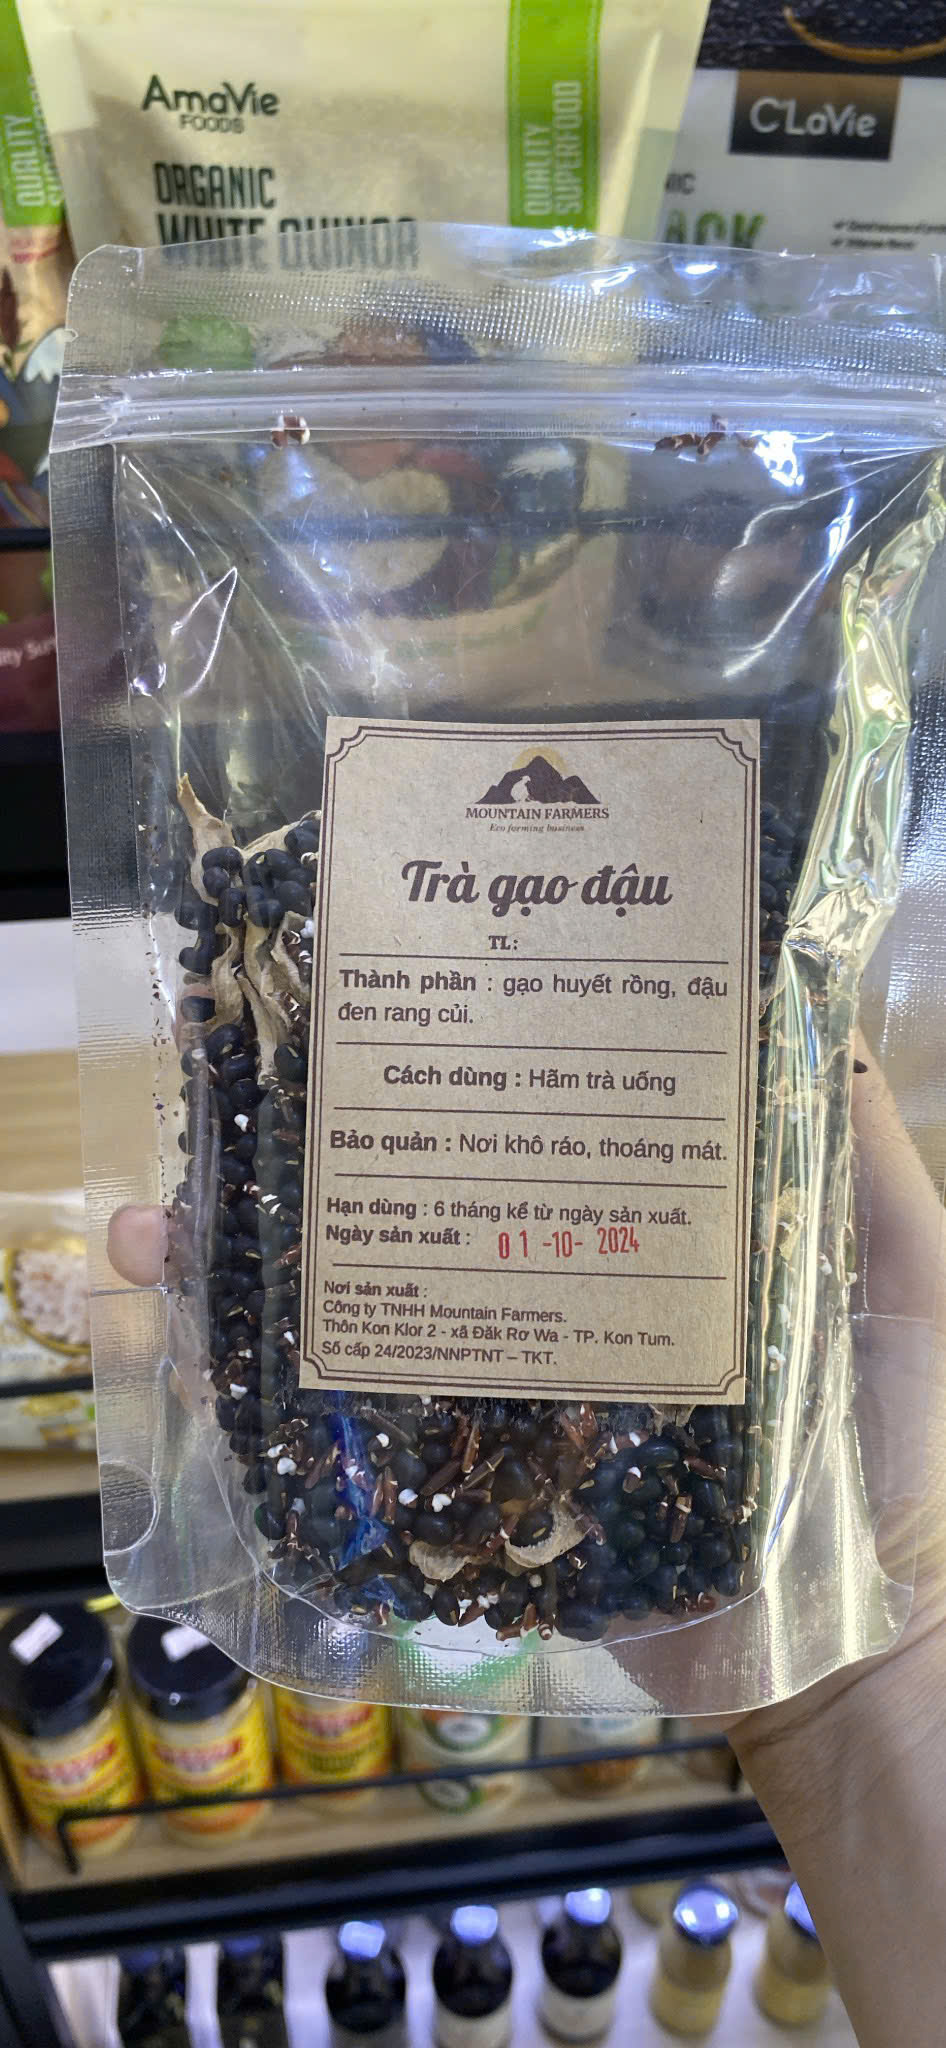 AmaVie
FOODS
ORGANIC
WHITE QUINOA
QUALITY
SUPERFOOD
QUALITY
C'LaVie
MOUNTAIN FARMERS
Eco farming business
Trà gạo đậu
TL:
Thành phần : gạo huyết rồng, đậu
đen rang củi.
Cách dùng : Hãm trà uống
Bảo quản : Nơi khô ráo, thoáng mát.
Hạn dùng : 6 tháng kể từ ngày sản xuất.
Ngày sản xuất : 01 -10- 2024
Nơi sản xuất :
Công ty TNHH Mountain Farmers.
Thôn Kon Klor 2 - xã Đăk Rơ Wa - TP. Kon Tum.
Số cấp 24/2023/NNPTNT – TKT.